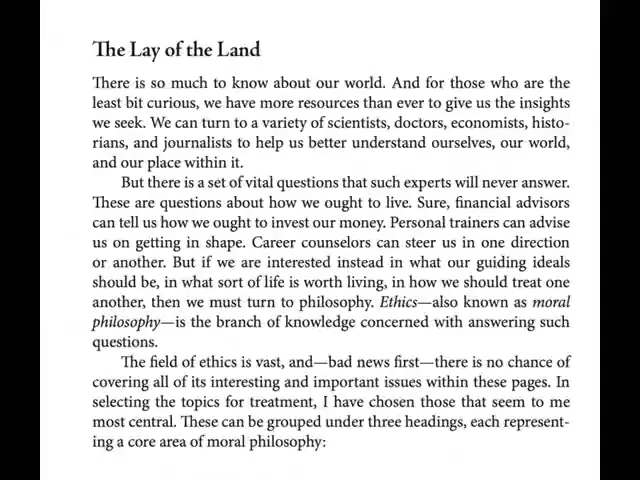 The Lay of the Land
There is so much to know about our world. And for those who are the
least bit curious, we have more resources than ever to give us the insights
we seek. We can turn to a variety of scientists, doctors, economists, histo-
rians, and journalists to help us better understand ourselves, our world,
and our place within it.
But there is a set of vital questions that such experts will never answer.
These are questions about how we ought to live. Sure, financial advisors
can tell us how we ought to invest our money. Personal trainers can advise
us on getting in shape. Career counselors can steer us in one direction
or another. But if we are interested instead in what our guiding ideals
should be, in what sort of life is worth living, in how we should treat one
another, then we must turn to philosophy. Ethics—also known as moral
philosophy—is the branch of knowledge concerned with answering such
questions.
The field of ethics is vast, and—bad news first—there is no chance of
covering all of its interesting and important issues within these pages. In
selecting the topics for treatment, I have chosen those that seem to me
most central. These can be grouped under three headings, each represent-
ing a core area of moral philosophy: